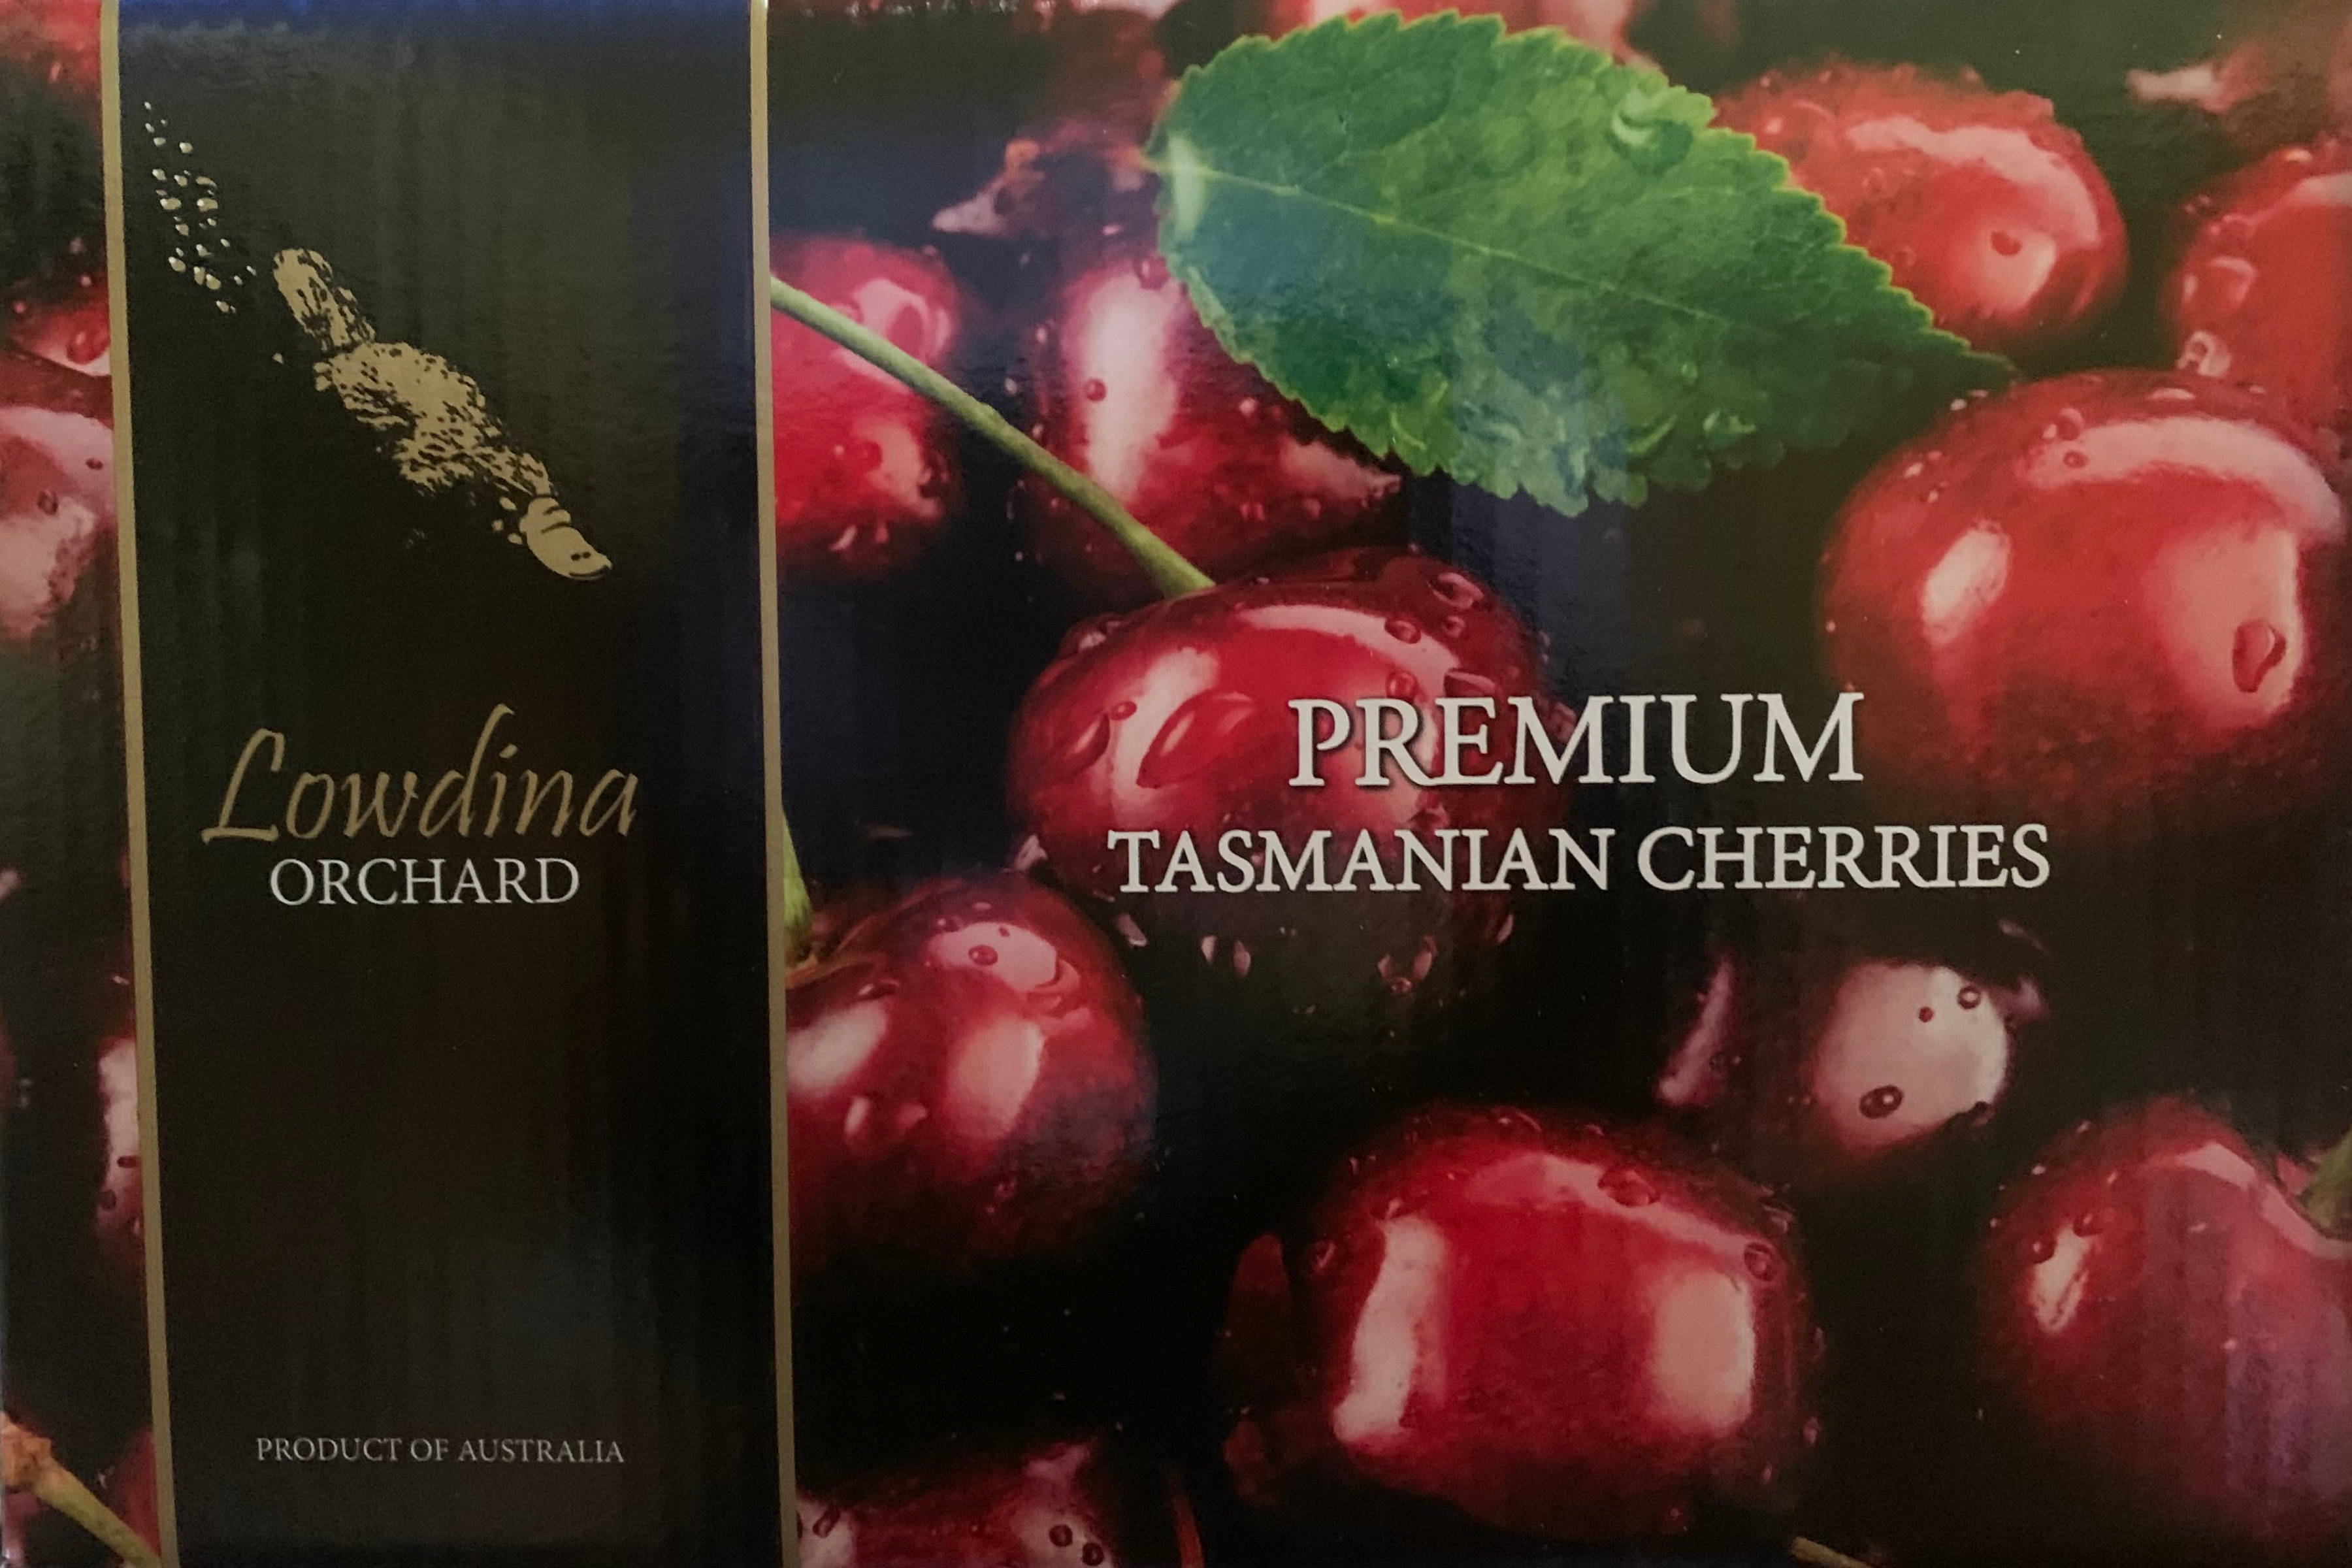 Lowdina
ORCHARD
PREMIUM
TASMANIAN CHERRIES
PRODUCT OF AUSTRALIA